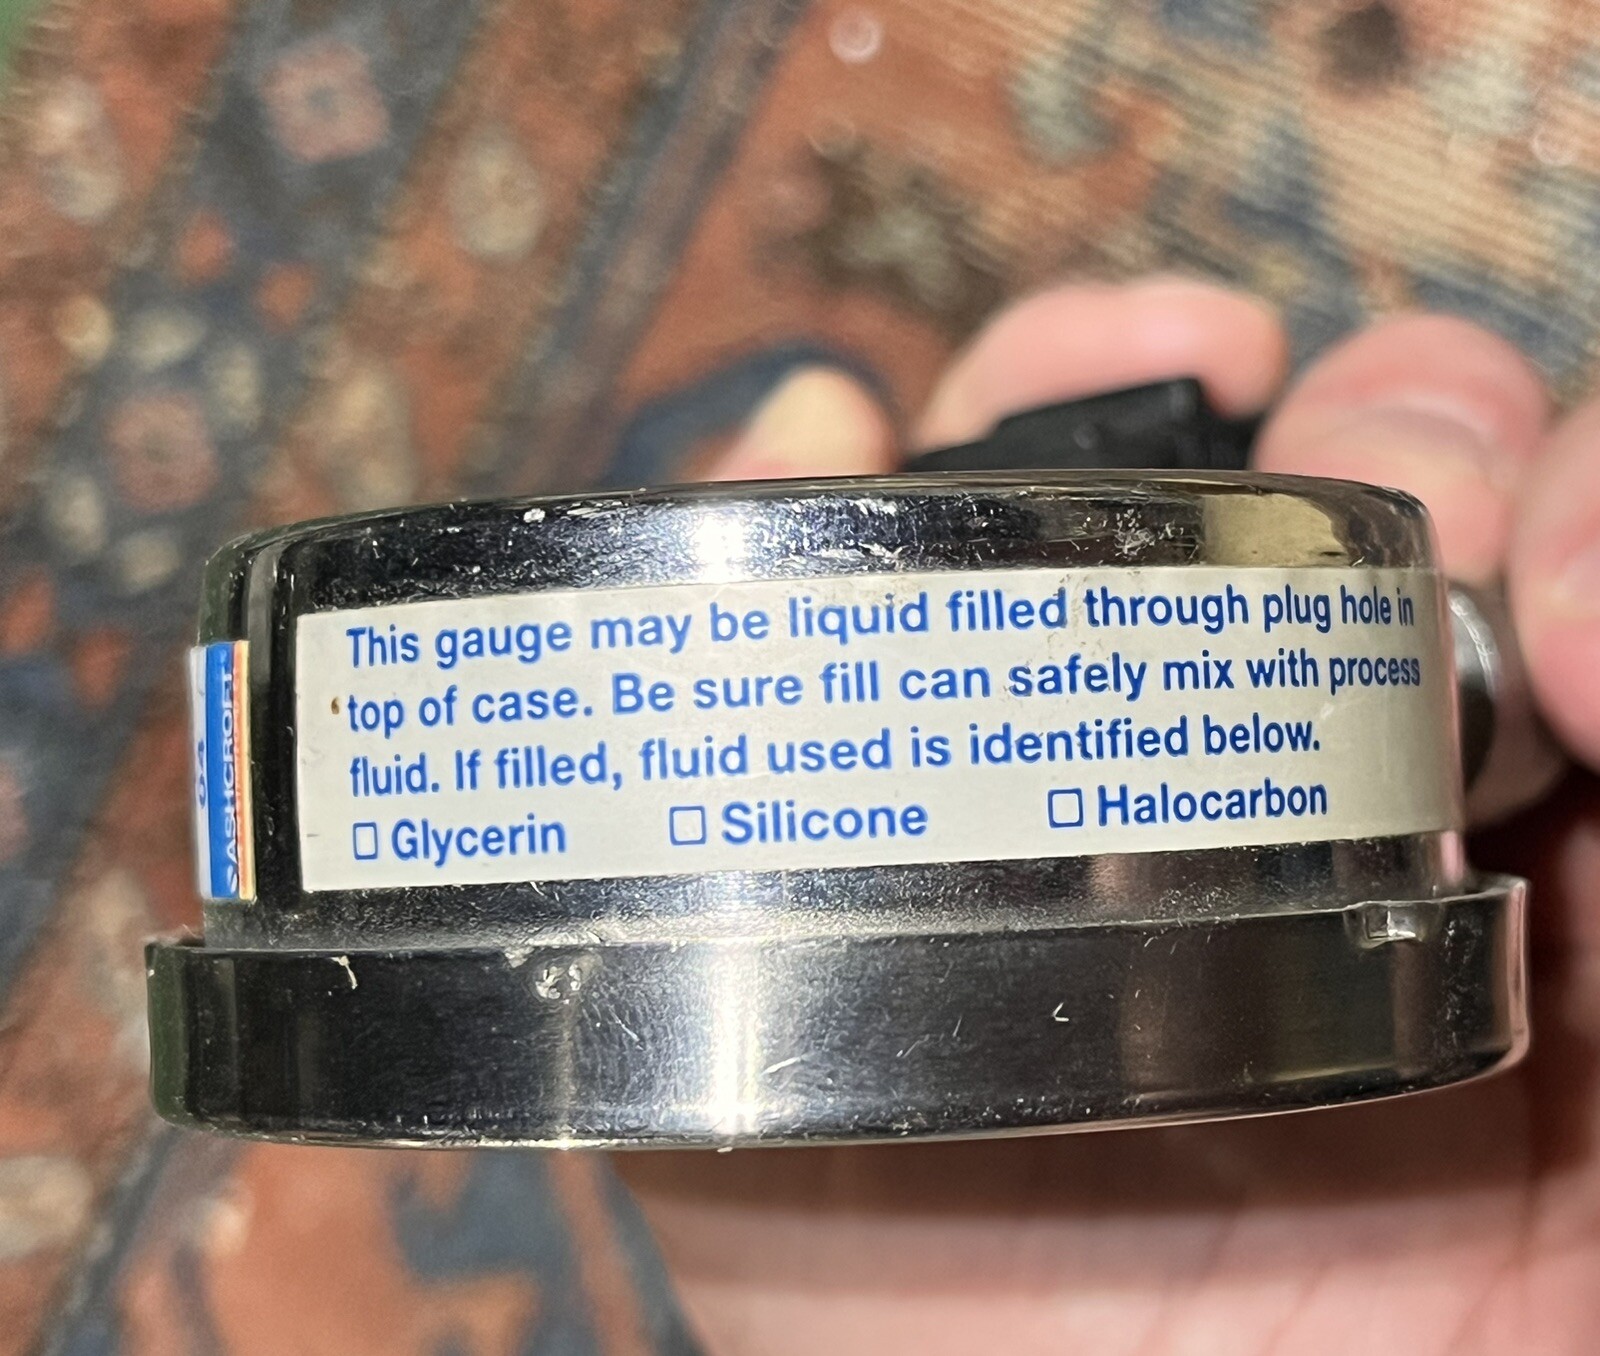 This gauge may be liquid filled through plug hole in
top of case. Be sure fill can safely mix with process
fluid. If filled, fluid used is identified below.
☐ Glycerin ☐ Silicone ☐ Halocarbon
ASHCROFT